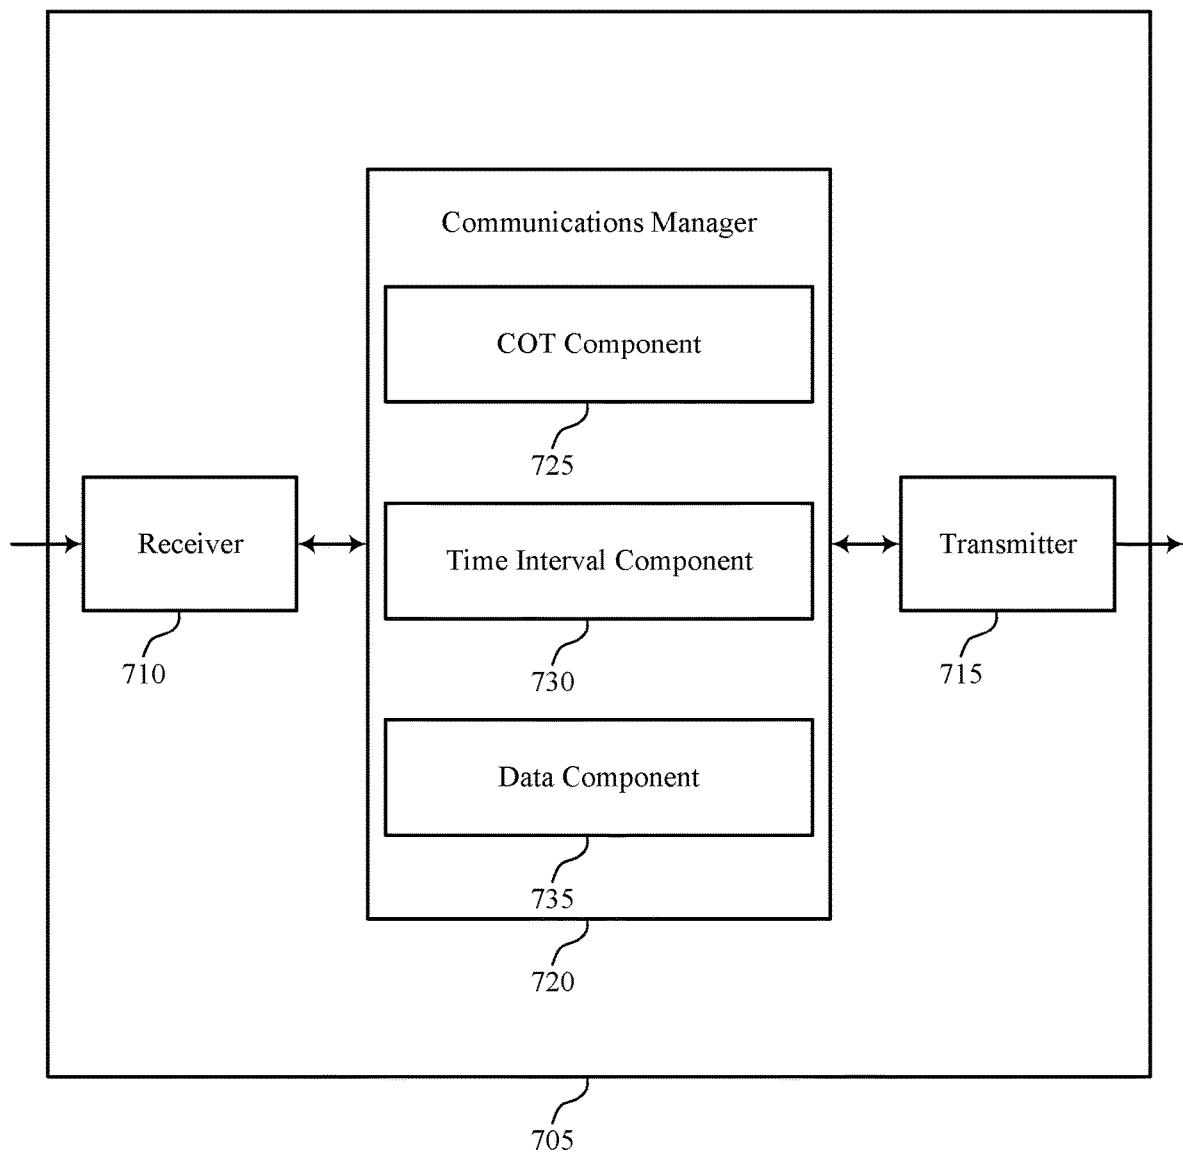 Communications Manager
COT Component
725
Receiver
Time Interval Component
Transmitter
710
730
715
Data Component
735
720
705